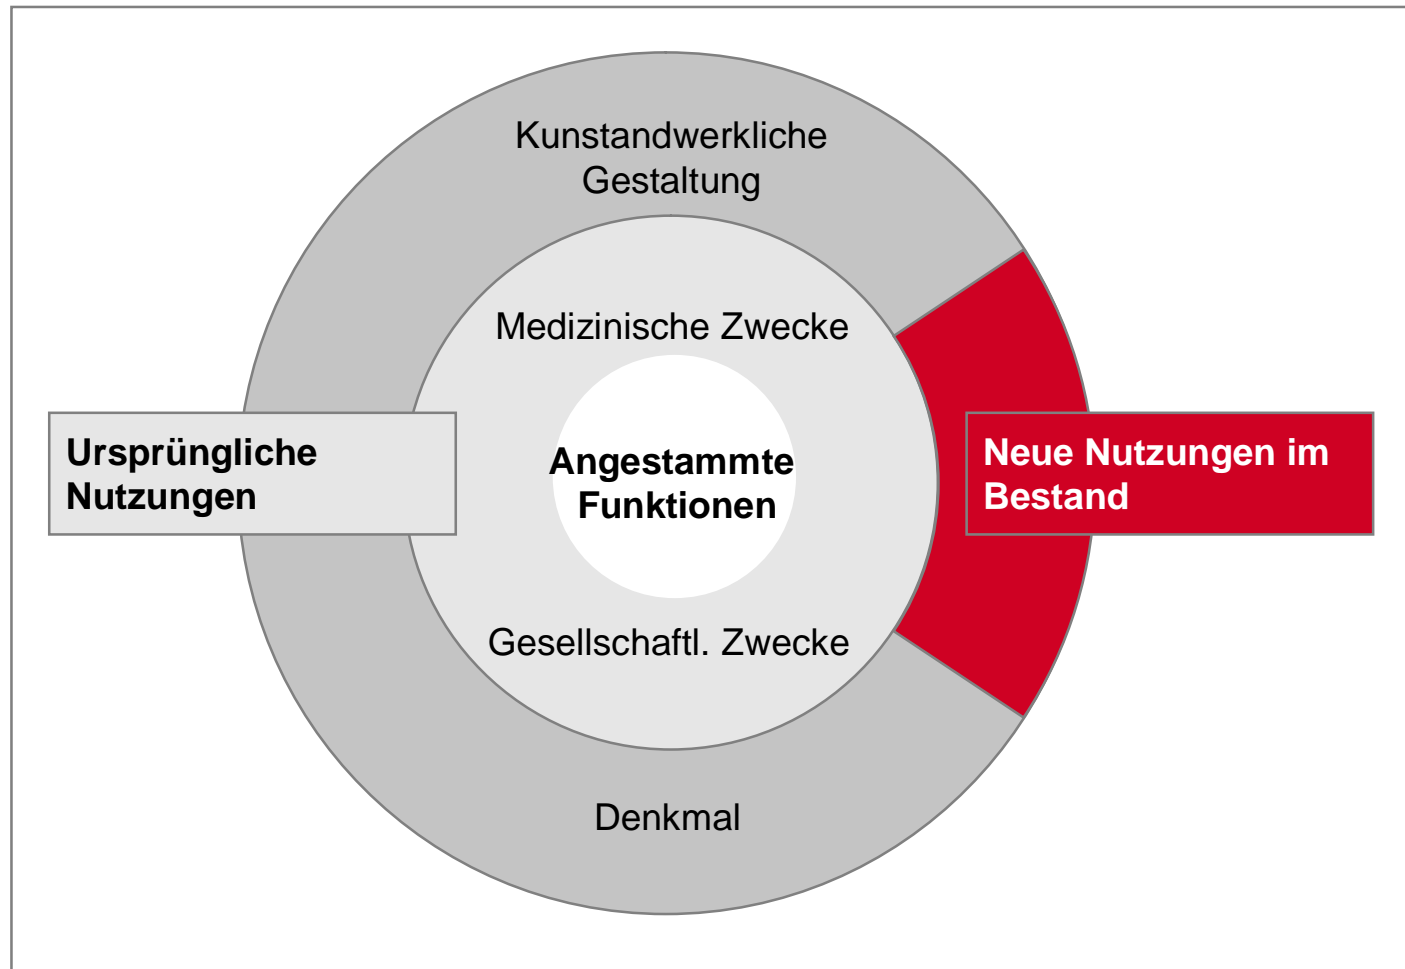 Kunstandwerkliche
Gestaltung
Medizinische Zwecke
Ursprüngliche
Nutzungen
Angestammte
Funktionen
Neue Nutzungen im
Bestand
Gesellschaftl. Zwecke
Denkmal